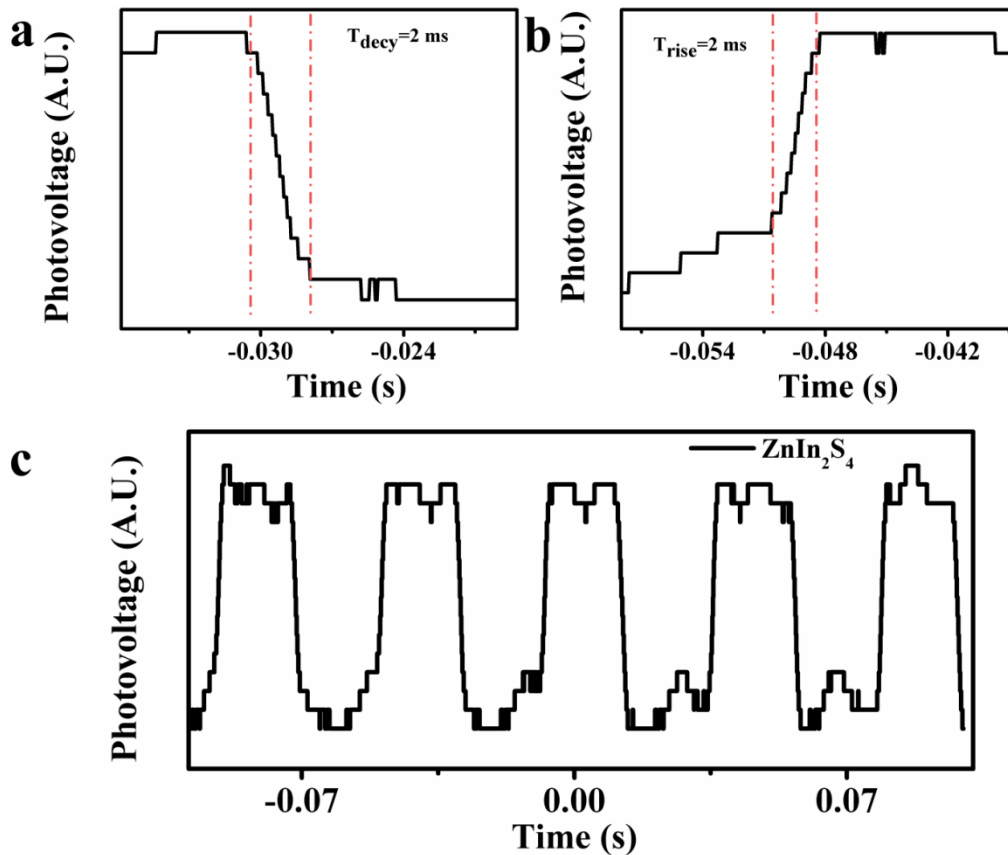 a
T_decy=2 ms
Photovoltage (A.U.)
-0.030 -0.024
Time (s)
b
T_rise=2 ms
Photovoltage (A.U.)
-0.054 -0.048 -0.042
Time (s)
c
ZnIn₂S₄
Photovoltage (A.U.)
-0.07 0.00 0.07
Time (s)